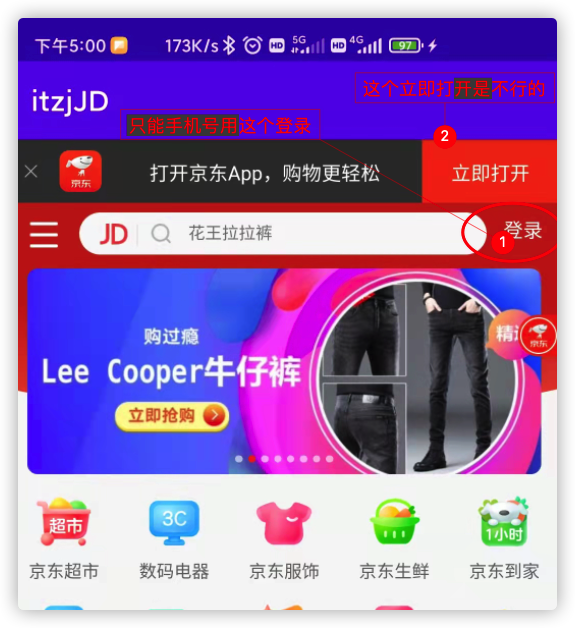 下午5:00 173K/s HD 5G HD 4G 97
这个立即打开是不行的
itzjJD
只能手机号用这个登录
2
京东 打开京东App，购物更轻松 立即打开
JD 花王拉拉裤 1 登录
购过瘾
精选 京东
Lee Cooper牛仔裤
立即抢购
超市 3C 1小时
京东超市 数码电器 京东服饰 京东生鲜 京东到家